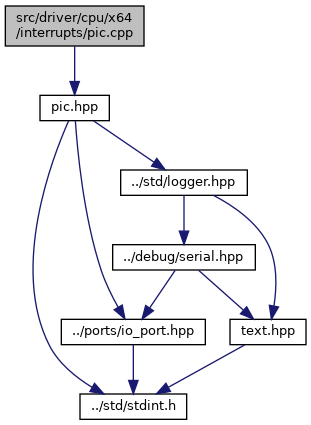 src/driver/cpu/x64
/interrupts/pic.cpp
pic.hpp
../std/logger.hpp
../debug/serial.hpp
../ports/io_port.hpp
text.hpp
../std/stdint.h